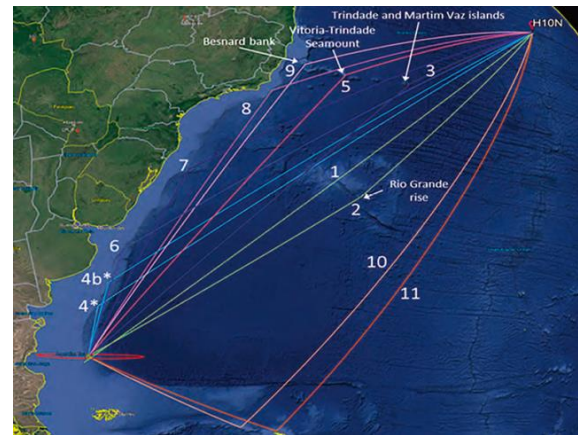 Trindade and Martim Vaz islands
H10N
Vitoria-Trindade
Seamount
Besnard bank
9
3
5
8
7
1
Rio Grande
rise
2
6
10
4b*
11
4*